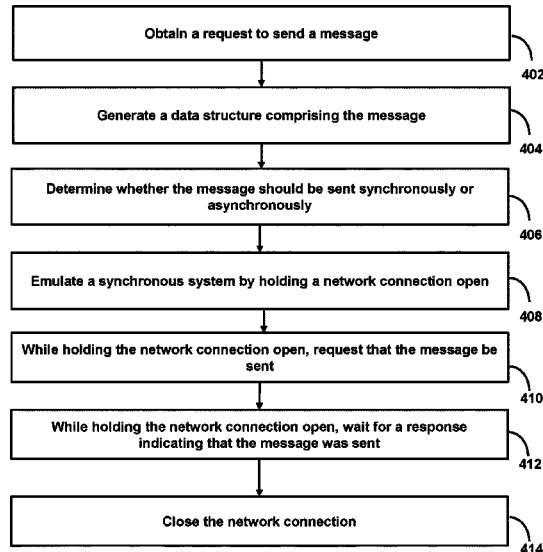 Obtain a request to send a message
402
Generate a data structure comprising the message
404
Determine whether the message should be sent synchronously or
asynchronously
406
Emulate a synchronous system by holding a network connection open
408
While holding the network connection open, request that the message be
sent
410
While holding the network connection open, wait for a response
indicating that the message was sent
412
Close the network connection
414